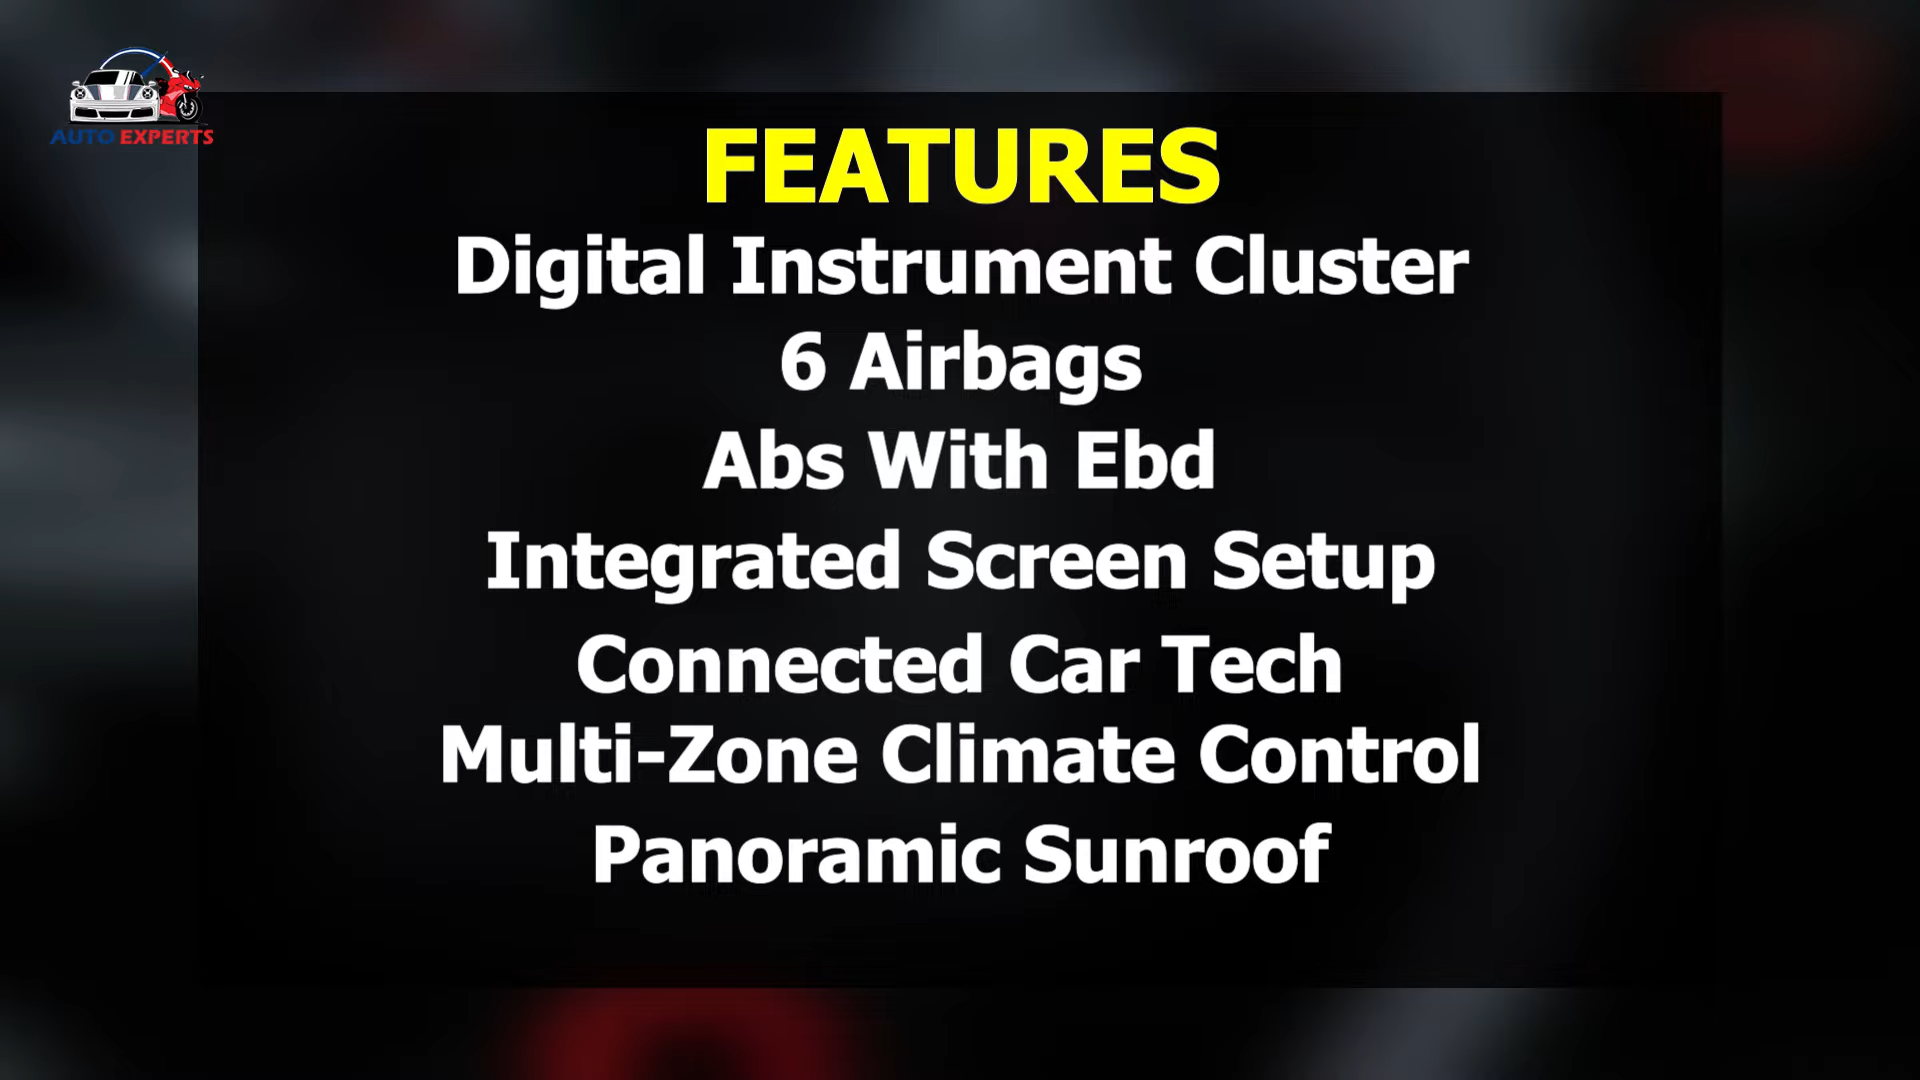 AUTO EXPERTS
FEATURES
Digital Instrument Cluster
6 Airbags
Abs With Ebd
Integrated Screen Setup
Connected Car Tech
Multi-Zone Climate Control
Panoramic Sunroof